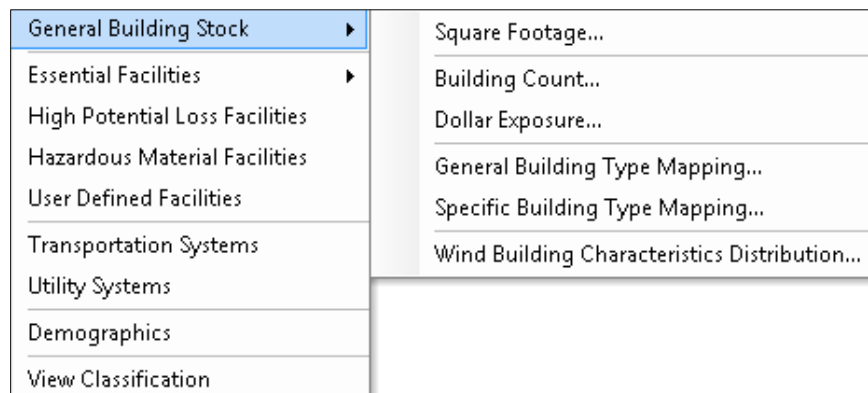 General Building Stock
Essential Facilities
High Potential Loss Facilities
Hazardous Material Facilities
User Defined Facilities
Transportation Systems
Utility Systems
Demographics
View Classification
Square Footage...
Building Count...
Dollar Exposure...
General Building Type Mapping...
Specific Building Type Mapping...
Wind Building Characteristics Distribution...